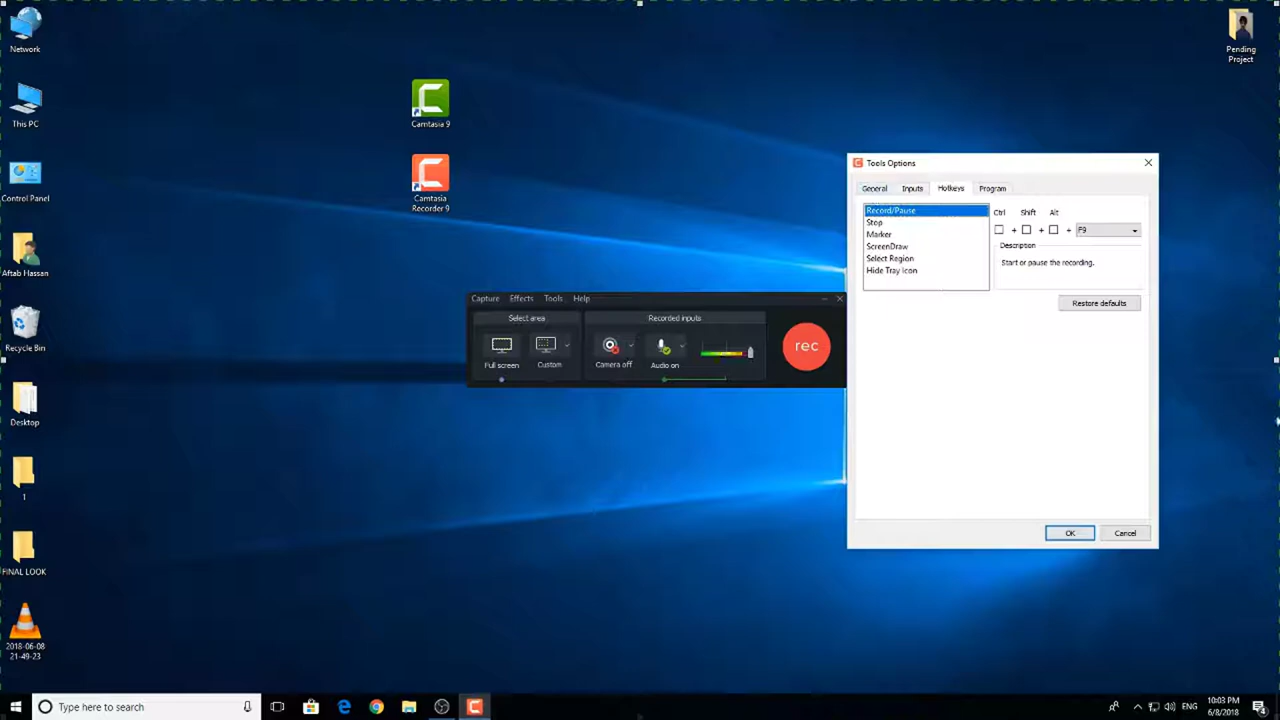 Network
This PC
Control Panel
Aftab Hassan
Recycle Bin
Desktop
1
FINAL LOOK
2018-06-08
21-49-23
Camtasia 9
Camtasia
Recorder 9
Pending
Project
Capture Effects Tools Help
Select area
Recorded inputs
Full screen
Custom
Camera off
Audio on
rec
Tools Options
General Inputs Hotkeys Program
Record/Pause
Stop
Marker
ScreenDraw
Select Region
Hide Tray Icon
Ctrl Shift Alt
+ + + F9
Description
Start or pause the recording.
Restore defaults
OK Cancel
Type here to search
ENG
10:03 PM
6/8/2018
4